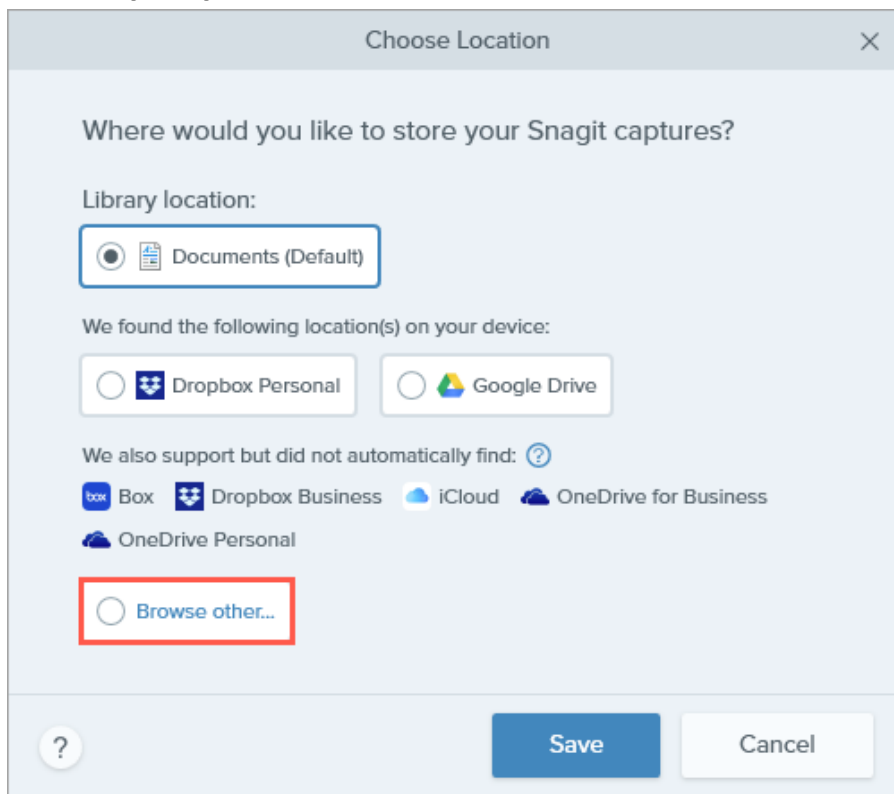 Choose Location
Where would you like to store your Snagit captures?
Library location:
Documents (Default)
We found the following location(s) on your device:
Dropbox Personal Google Drive
We also support but did not automatically find: ?
box Box Dropbox Business iCloud OneDrive for Business
OneDrive Personal
Browse other...
? Save Cancel